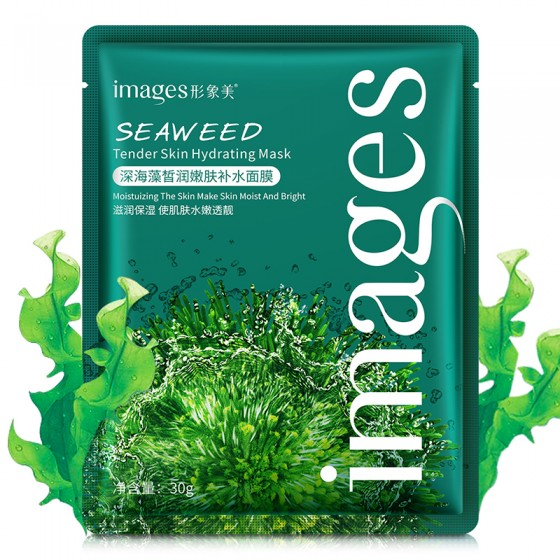 images形象美®
SEAWEED
Tender Skin Hydrating Mask
深海藻皙润嫩肤补水面膜
Moistuizing The Skin Make Skin Moist And Bright
滋润保湿 使肌肤水嫩透靓
images
净含量：30g